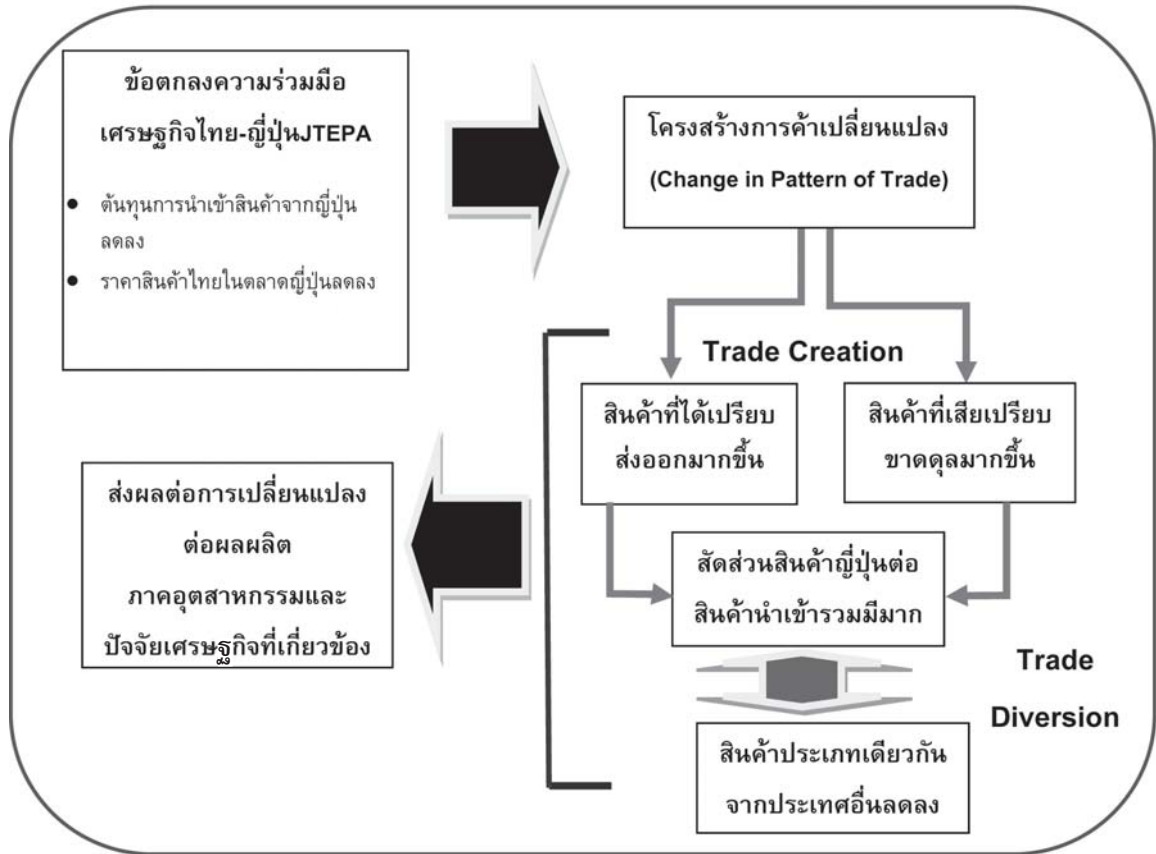 ข้อตกลงความร่วมมือ
เศรษฐกิจไทย-ญี่ปุ่นJTEPA
● ต้นทุนการนำเข้าสินค้าจากญี่ปุ่น
ลดลง
● ราคาสินค้าไทยในตลาดญี่ปุ่นลดลง
โครงสร้างการค้าเปลี่ยนแปลง
(Change in Pattern of Trade)
Trade Creation
สินค้าที่ได้เปรียบ
ส่งออกมากขึ้น
สินค้าที่เสียเปรียบ
ขาดดุลมากขึ้น
สัดส่วนสินค้าญี่ปุ่นต่อ
สินค้านำเข้ารวมมีมาก
Trade
Diversion
สินค้าประเภทเดียวกัน
จากประเทศอื่นลดลง
ส่งผลต่อการเปลี่ยนแปลง
ต่อผลผลิต
ภาคอุตสาหกรรมและ
ปัจจัยเศรษฐกิจที่เกี่ยวข้อง